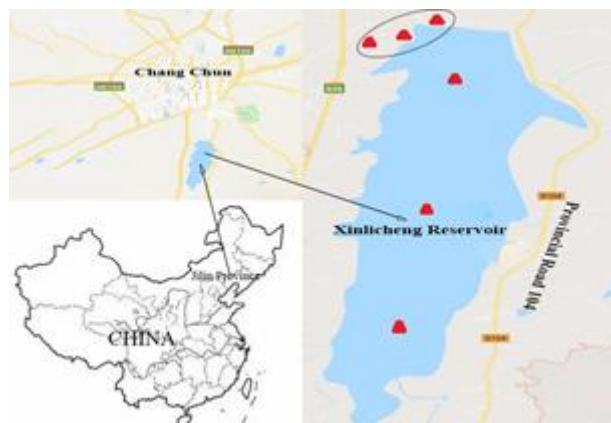 Chang Chun
Xinlicheng Reservoir
Provincial Road 104
Jilin Province
CHINA